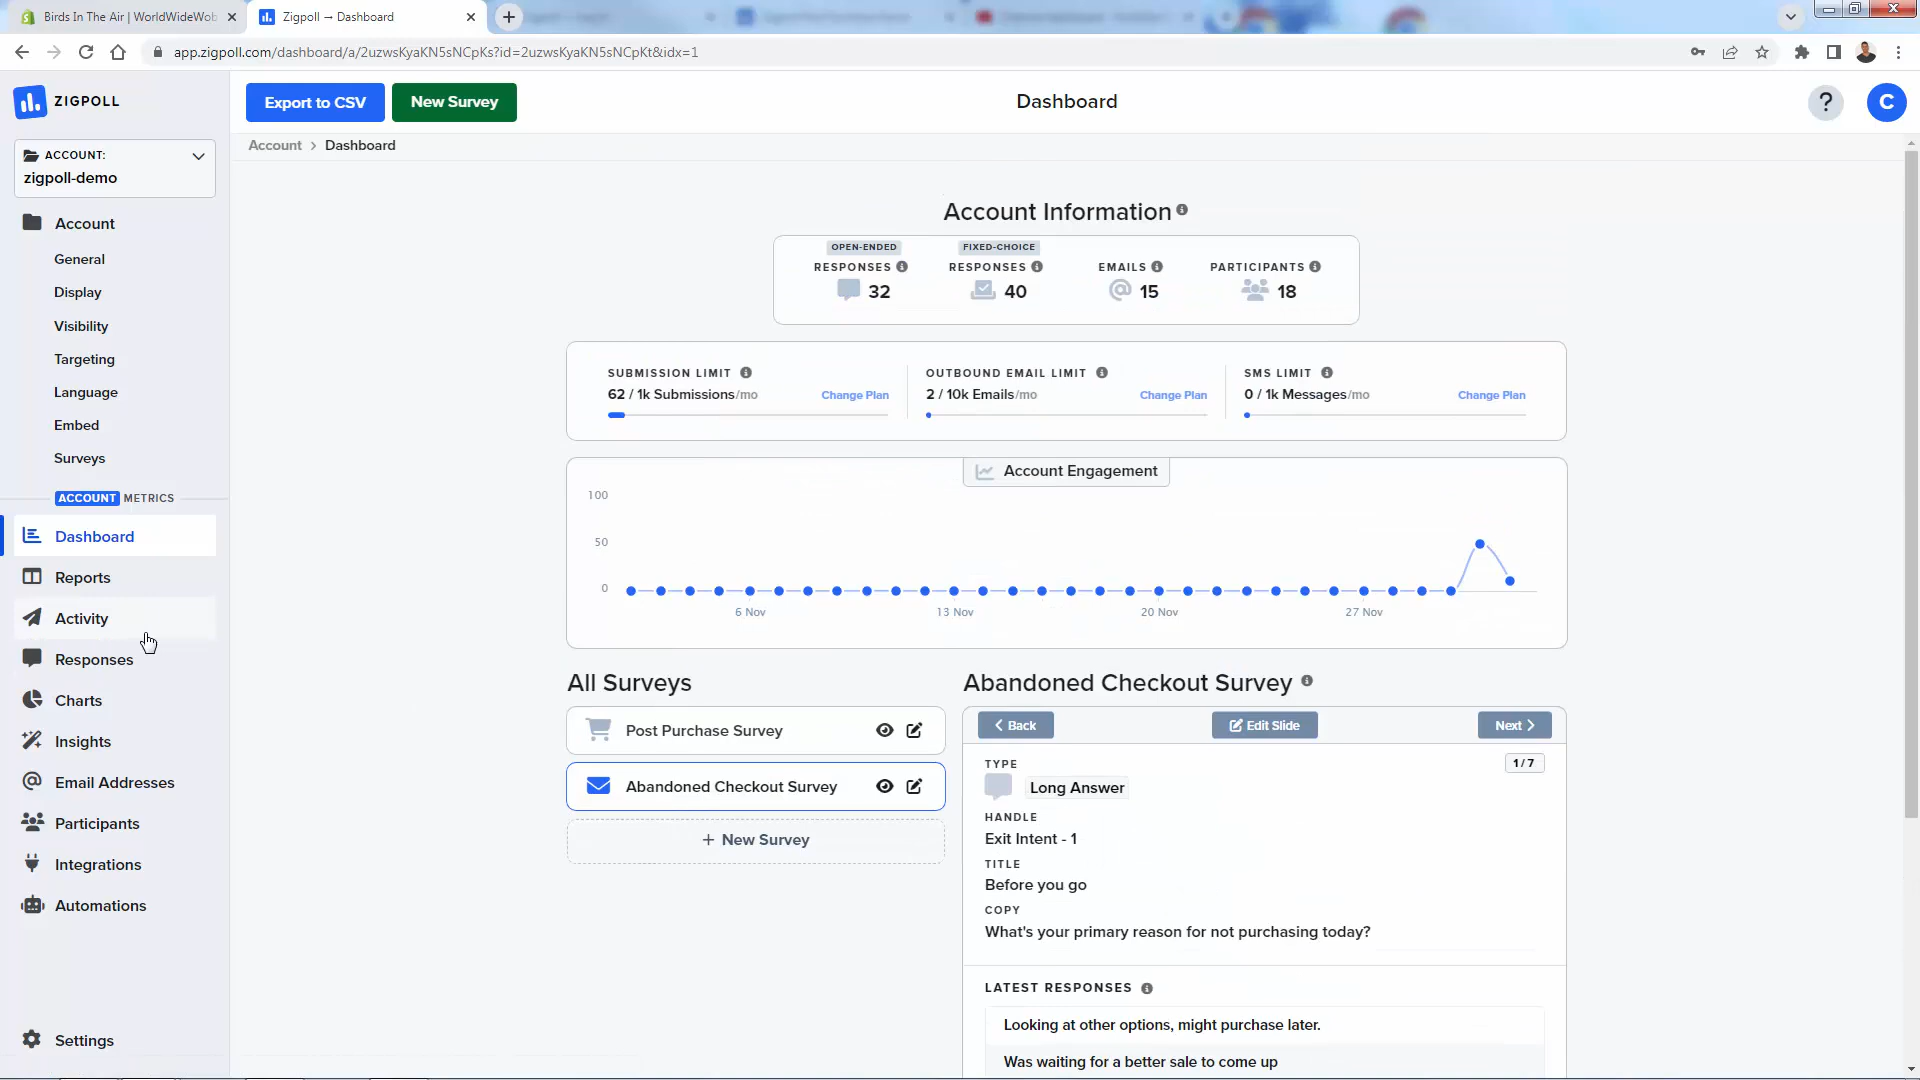 Birds In The Air | WorldWideWob
Zigpoll → Dashboard
app.zigpoll.com/dashboard/a/2uzwsKyaKN5sNCpKs?id=2uzwsKyaKN5sNCpKt&idx=1
ZIGPOLL
Export to CSV
New Survey
Dashboard
?
C
ACCOUNT:
zigpoll-demo
Account > Dashboard
Account
General
Display
Visibility
Targeting
Language
Embed
Surveys
ACCOUNT METRICS
Dashboard
Reports
Activity
Responses
Charts
Insights
Email Addresses
Participants
Integrations
Automations
Settings
Account Information
OPEN-ENDED
RESPONSES
32
FIXED-CHOICE
RESPONSES
40
EMAILS
15
PARTICIPANTS
18
SUBMISSION LIMIT
62 / 1k Submissions/mo
Change Plan
OUTBOUND EMAIL LIMIT
2 / 10k Emails/mo
Change Plan
SMS LIMIT
0 / 1k Messages/mo
Change Plan
Account Engagement
100
50
0
6 Nov
13 Nov
20 Nov
27 Nov
All Surveys
Post Purchase Survey
Abandoned Checkout Survey
+ New Survey
Abandoned Checkout Survey
Back
Edit Slide
Next
TYPE
1 / 7
Long Answer
HANDLE
Exit Intent - 1
TITLE
Before you go
COPY
What's your primary reason for not purchasing today?
LATEST RESPONSES
Looking at other options, might purchase later.
Was waiting for a better sale to come up